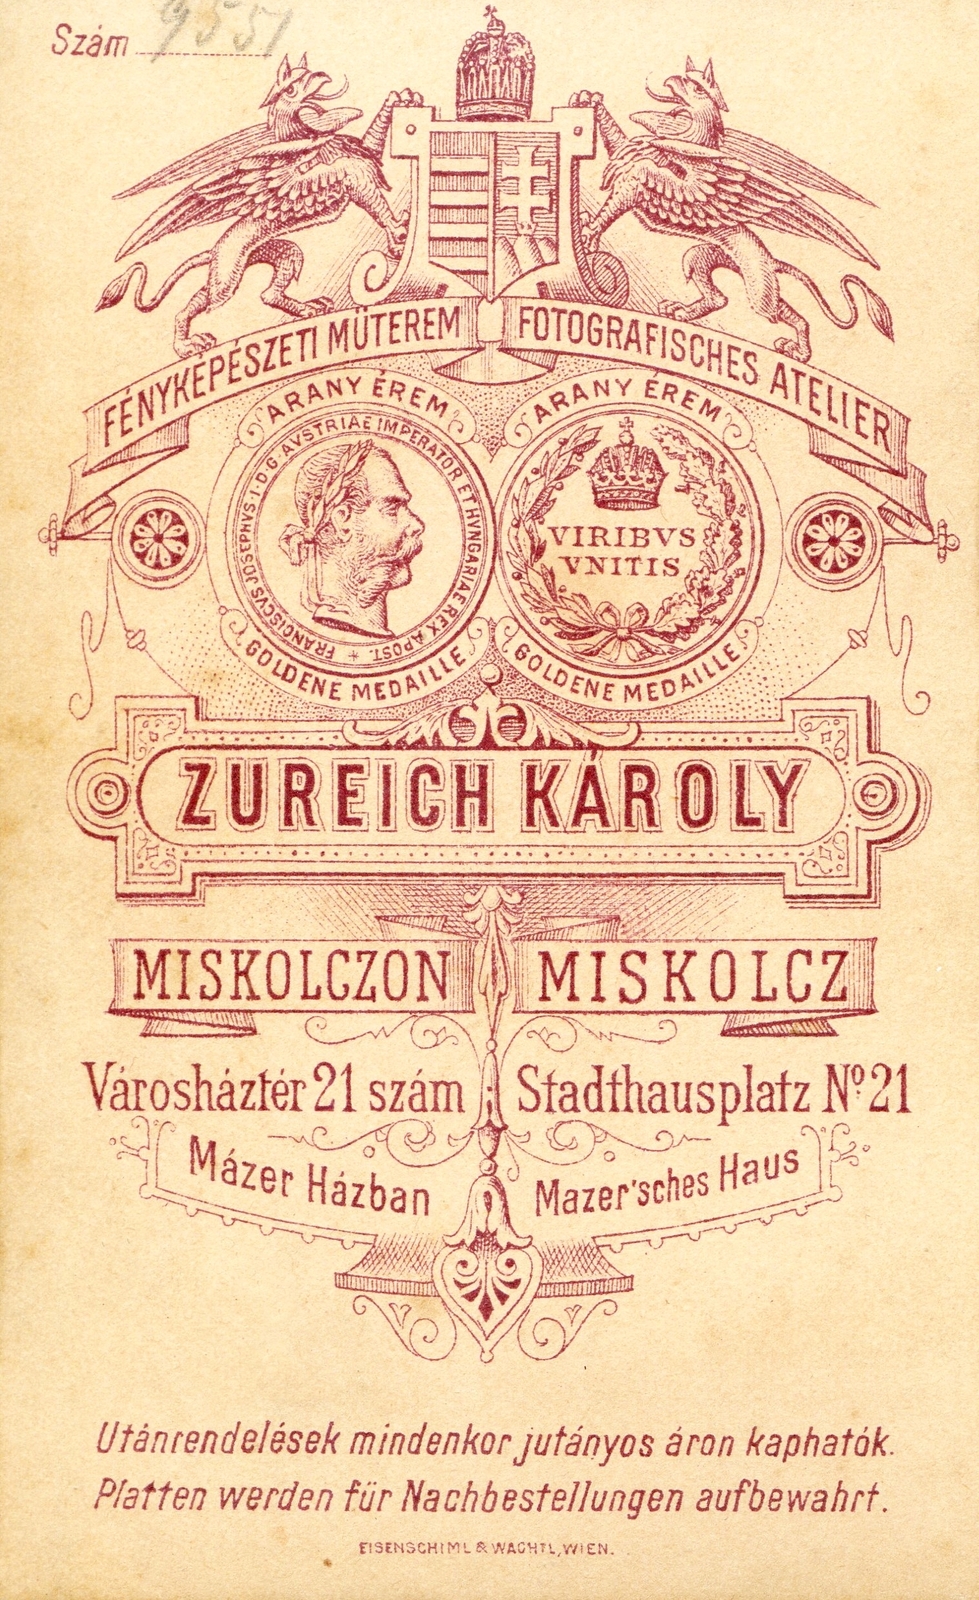 Szám 9551
FÉNYKÉPÉSZETI MŰTEREM
FOTOGRAFISCHES ATELIER
ARANY ÉREM
FRANCISCVS·JOSEPHVS·I·D·G·AVSTRIAE IMPERATOR ET HVNGARIAE REX APOST.
GOLDENE MEDAILLE
ARANY ÉREM
VIRIBVS
VNITIS
GOLDENE MEDAILLE
ZUREICH KÁROLY
MISKOLCZON
MISKOLCZ
Városháztér 21 szám
Stadthausplatz Nº 21
Mázer Házban
Mazer'sches Haus
Utánrendelések mindenkor jutányos áron kaphatók.
Platten werden für Nachbestellungen aufbewahrt.
EISENSCHIML & WACHTL, WIEN.